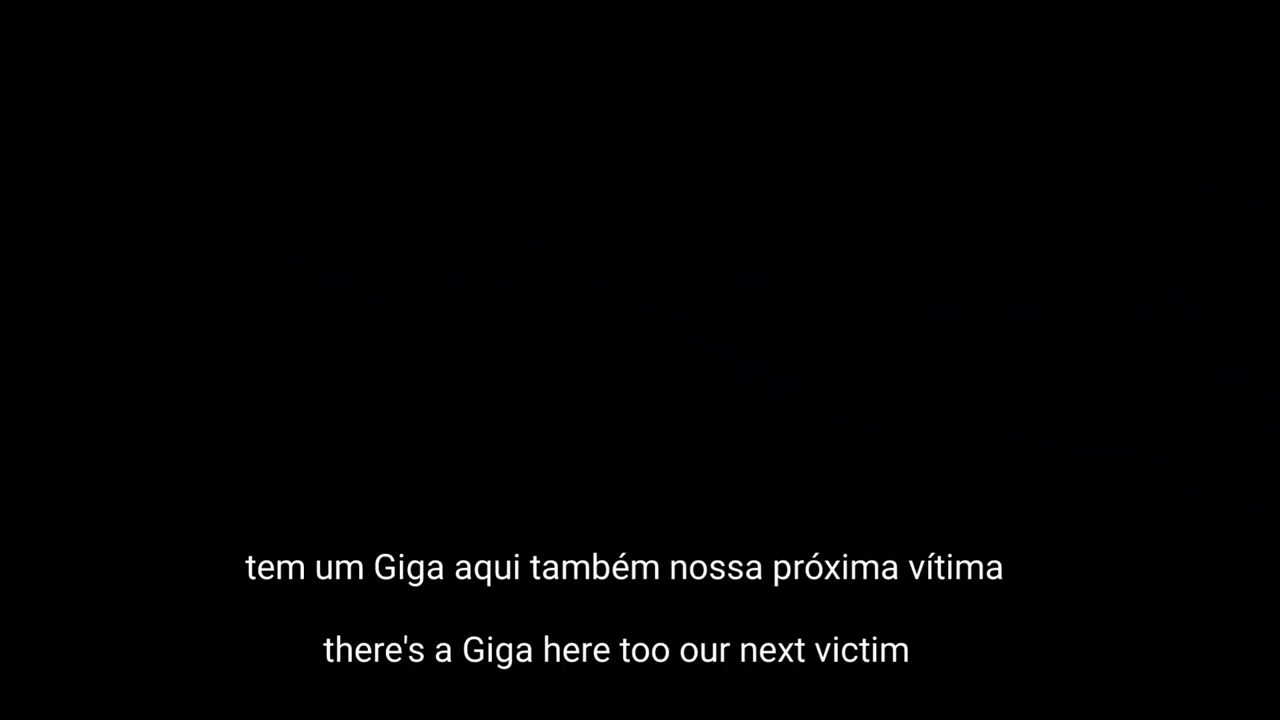 tem um Giga aqui também nossa próxima vítima
there's a Giga here too our next victim